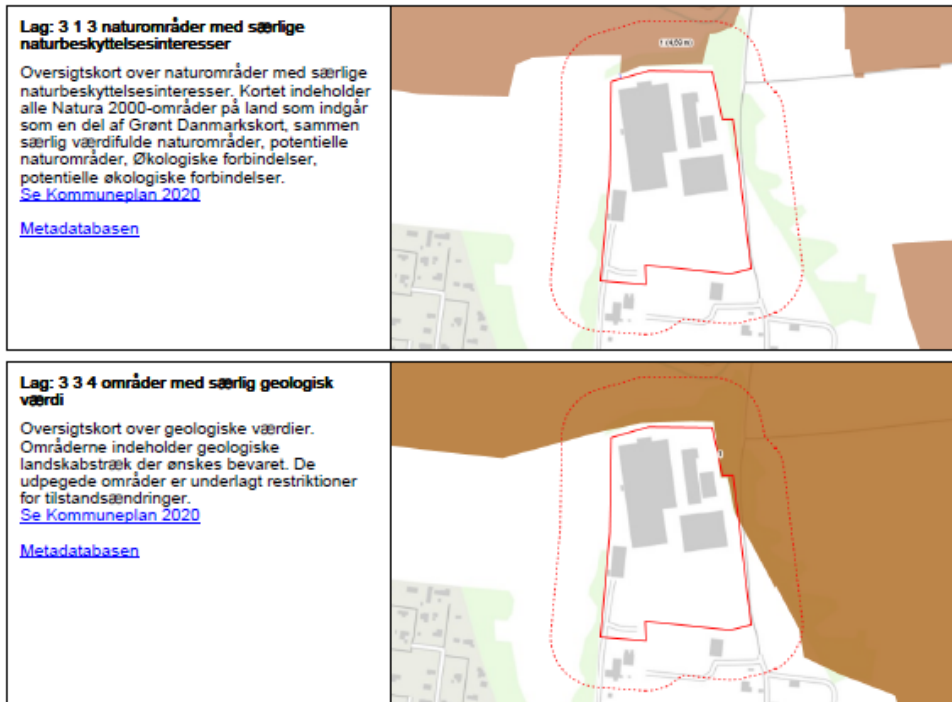 Lag: 3 1 3 naturområder med særlige
naturbeskyttelsesinteresser
Oversigtskort over naturområder med særlige
naturbeskyttelsesinteresser. Kortet indeholder
alle Natura 2000-områder på land som indgår
som en del af Grønt Danmarkskort, sammen
særlig værdifulde naturområder, potentielle
naturområder, Økologiske forbindelser,
potentielle økologiske forbindelser.
Se Kommuneplan 2020
Metadatabasen
1 (4,59 m)
Lag: 3 3 4 områder med særlig geologisk
værdi
Oversigtskort over geologiske værdier.
Områderne indeholder geologiske
landskabstræk der ønskes bevaret. De
udpegede områder er underlagt restriktioner
for tilstandsændringer.
Se Kommuneplan 2020
Metadatabasen